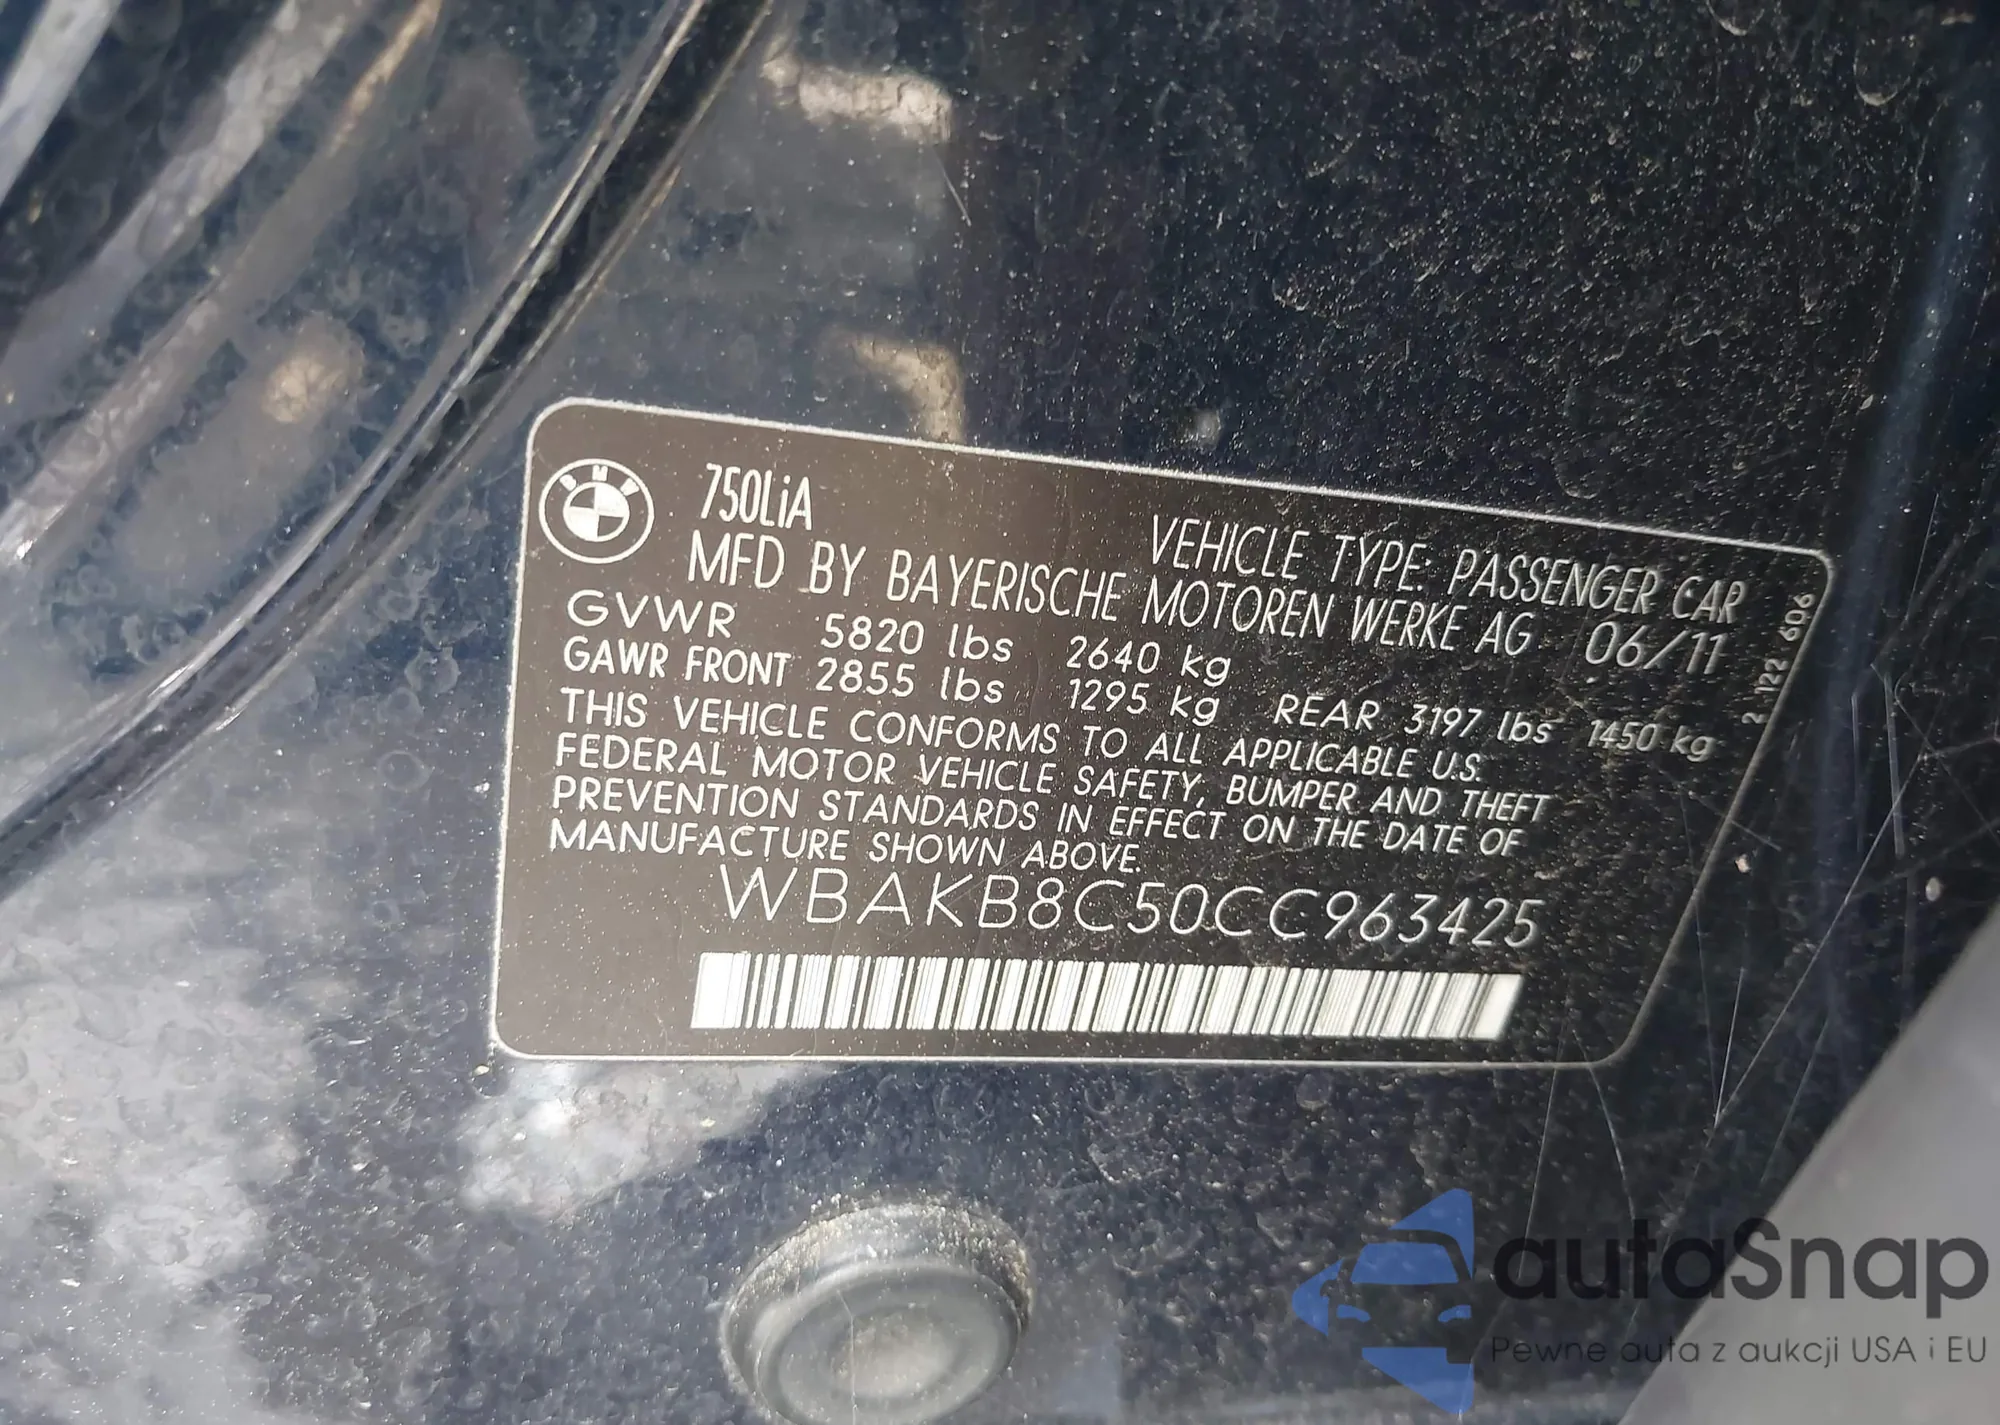 BMW
750LiA
VEHICLE TYPE: PASSENGER CAR
MFD BY BAYERISCHE MOTOREN WERKE AG 06/11
GVWR 5820 lbs 2640 kg
GAWR FRONT 2855 lbs 1295 kg REAR 3197 lbs 1450 kg
THIS VEHICLE CONFORMS TO ALL APPLICABLE U.S.
FEDERAL MOTOR VEHICLE SAFETY, BUMPER AND THEFT
PREVENTION STANDARDS IN EFFECT ON THE DATE OF
MANUFACTURE SHOWN ABOVE.
WBAKB8C50CC963425
2 122 606
autaSnap
Pewne auta z aukcji USA i EU